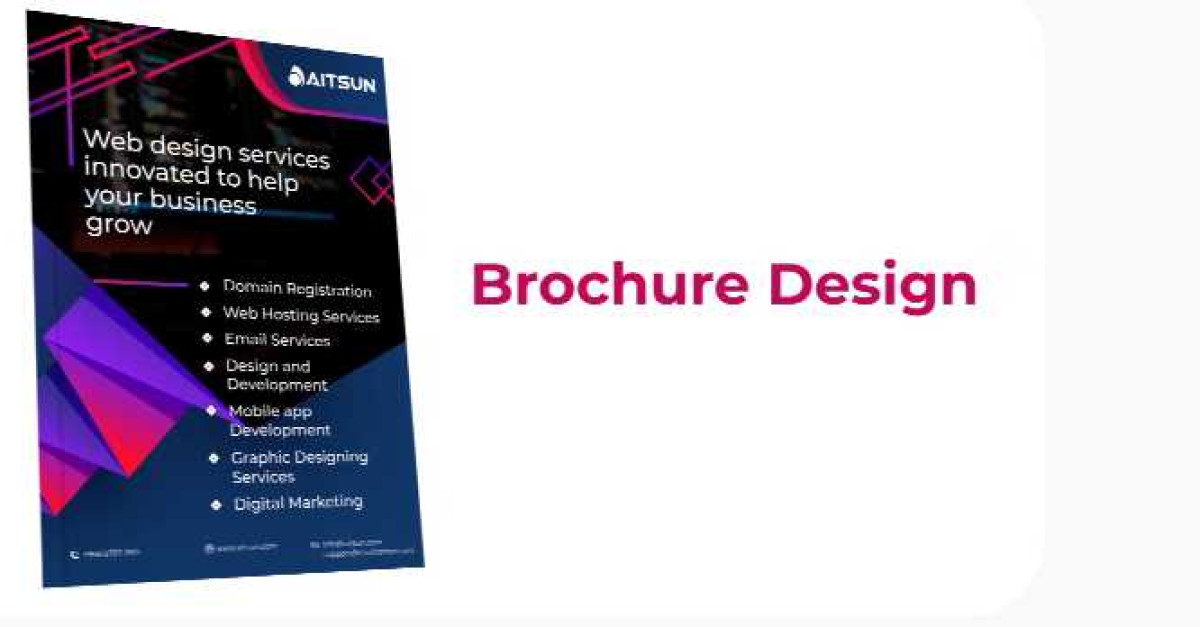 AITSUN
Web design services
innovated to help
your business
grow
Domain Registration
Web Hosting Services
Email Services
Design and
Development
Mobile app
Development
Graphic Designing
Services
Digital Marketing
Brochure Design